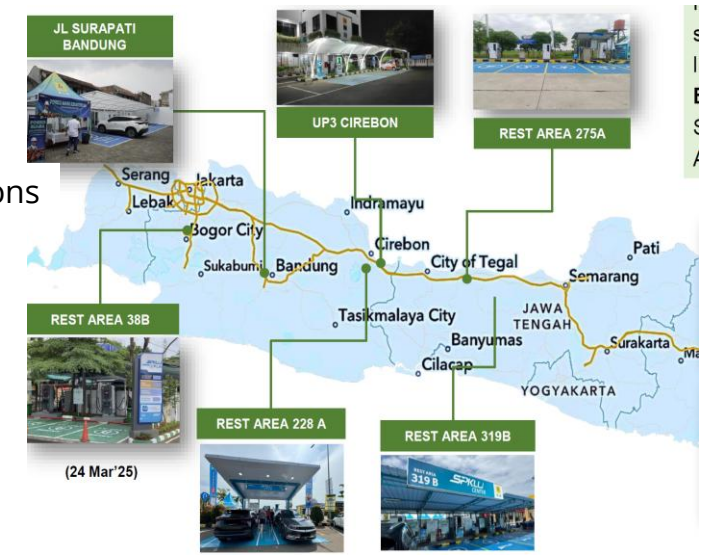 JL SURAPATI
BANDUNG
UP3 CIREBON
REST AREA 275A
ons
Serang
Jakarta
Lebak
Bogor City
Sukabumi
Bandung
Indramayu
Cirebon
City of Tegal
Semarang
Pati
Tasikmalaya City
JAWA
TENGAH
Banyumas
Surakarta
Ma
Cilacap
YOGYAKARTA
REST AREA 38B
REST AREA 228 A
REST AREA 319B
(24 Mar'25)
REST AREA
319 B
SPKLU
CENTER